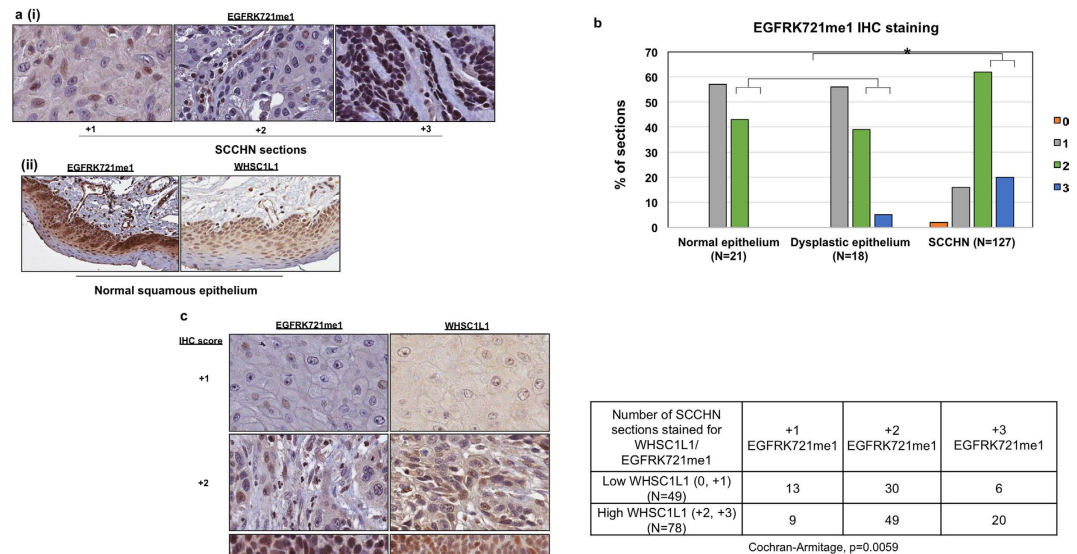 a (i)
EGFRK721me1
+1
+2
+3
SCCHN sections
(ii)
EGFRK721me1
WHSC1L1
Normal squamous epithelium
b
EGFRK721me1 IHC staining
*
% of sections
70
60
50
40
30
20
10
0
Normal epithelium
(N=21)
Dysplastic epithelium
(N=18)
SCCHN (N=127)
0
1
2
3
c
EGFRK721me1
WHSC1L1
IHC score
+1
+2
Number of SCCHN
sections stained for
WHSC1L1/
EGFRK721me1
+1
EGFRK721me1
+2
EGFRK721me1
+3
EGFRK721me1
Low WHSC1L1 (0, +1)
(N=49)
13
30
6
High WHSC1L1 (+2, +3)
(N=78)
9
49
20
Cochran-Armitage, p=0.0059